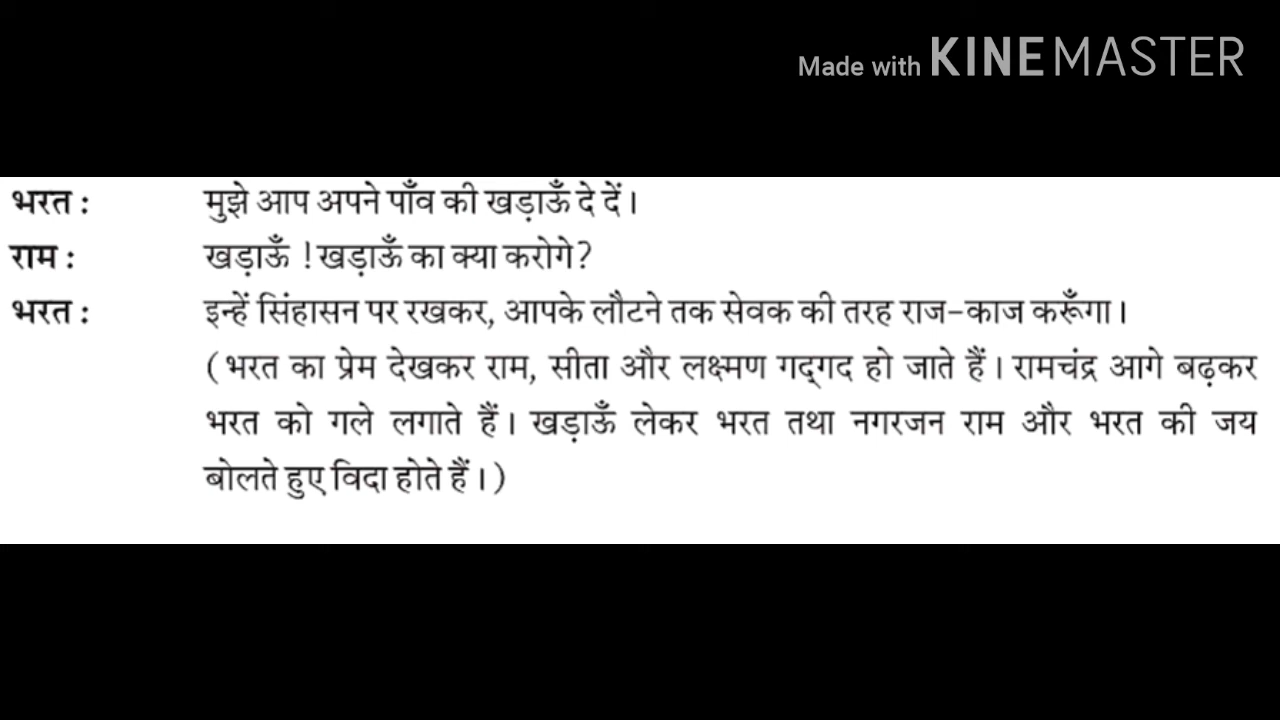 Made with KINEMASTER
भरत : मुझे आप अपने पाँव की खड़ाऊँ दे दें।
राम : खड़ाऊँ ! खड़ाऊँ का क्या करोगे?
भरत : इन्हें सिंहासन पर रखकर, आपके लौटने तक सेवक की तरह राज-काज करूँगा।
(भरत का प्रेम देखकर राम, सीता और लक्ष्मण गद्‌गद हो जाते हैं। रामचंद्र आगे बढ़कर
भरत को गले लगाते हैं। खड़ाऊँ लेकर भरत तथा नगरजन राम और भरत की जय
बोलते हुए विदा होते हैं।)